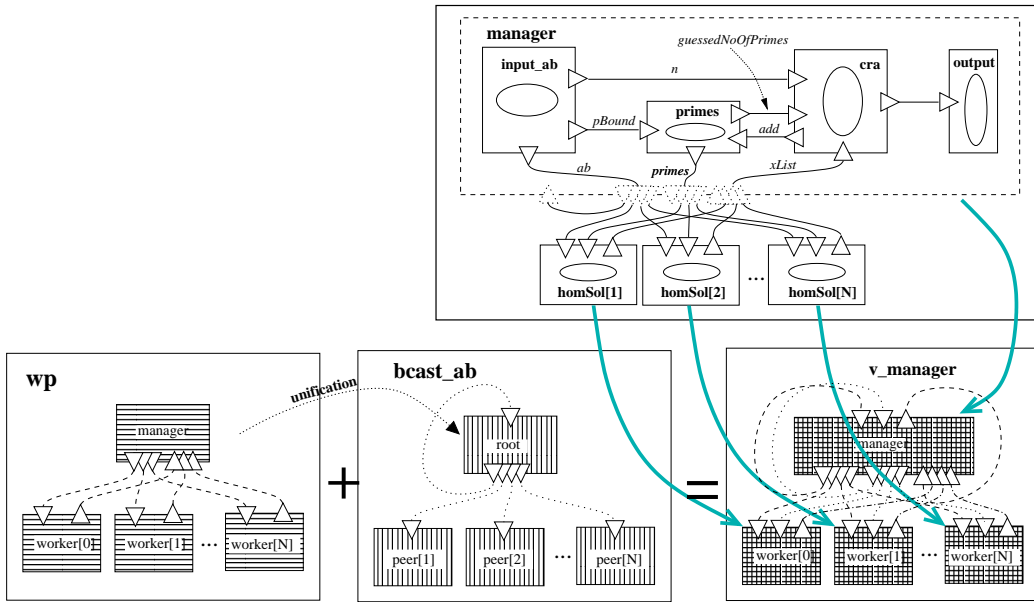 manager
guessedNoOfPrimes
input_ab
n
cra
output
pBound
primes
add
ab
primes
xList
homSol[1]
homSol[2]
...
homSol[N]
wp
manager
worker[0]
worker[1]
...
worker[N]
+
unification
bcast_ab
root
peer[1]
peer[2]
...
peer[N]
=
v_manager
manager
worker[0]
worker[1]
...
worker[N]